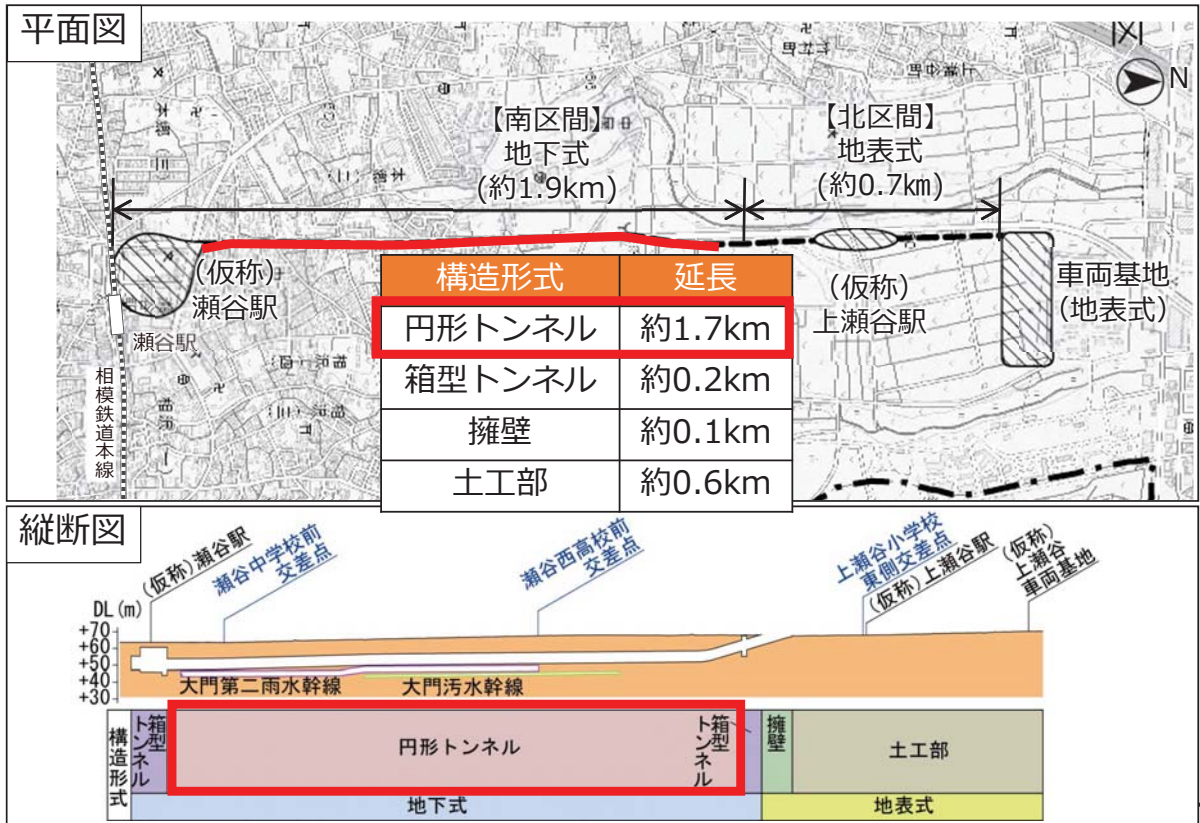 平面図
N
【南区間】
地下式
(約1.9km)
【北区間】
地表式
(約0.7㎞)
(仮称)
瀬谷駅
瀬谷駅
相模鉄道本線
(仮称)
上瀬谷駅
車両基地
(地表式)
構造形式 延長
円形トンネル 約1.7km
箱型トンネル 約0.2km
擁壁 約0.1km
土工部 約0.6km
縦断図
(仮称)瀬谷駅
瀬谷中学校前
交差点
瀬谷西高校前
交差点
上瀬谷小学校
東側交差点
(仮称)上瀬谷駅
(仮称)
上瀬谷
車両基地
DL(m)
+70
+60
+50
+40
+30
大門第二雨水幹線
大門汚水幹線
構造形式
箱型
トンネル
円形トンネル
箱型
トンネル
擁壁
土工部
地下式
地表式